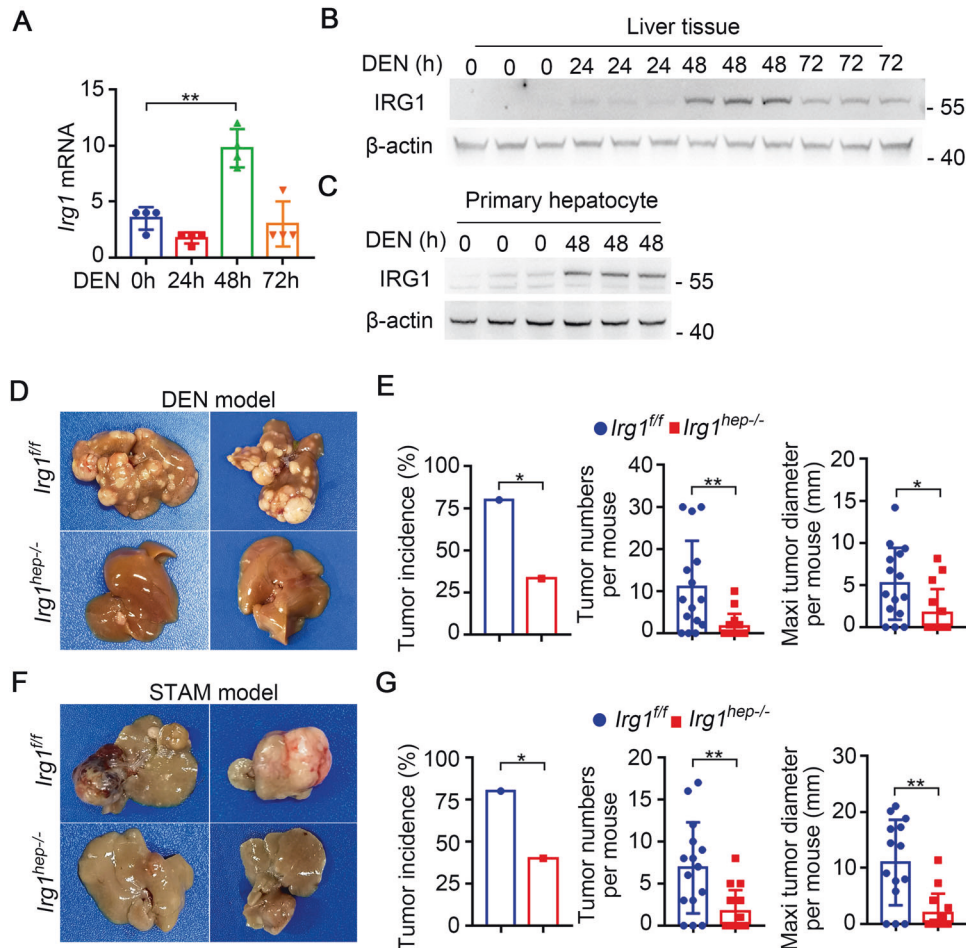 A
Irg1 mRNA
15
10
5
0
**
DEN 0h 24h 48h 72h
B
Liver tissue
DEN (h) 0 0 0 24 24 24 48 48 48 72 72 72
IRG1
- 55
β-actin
- 40
C
Primary hepatocyte
DEN (h) 0 0 0 48 48 48
IRG1
- 55
β-actin
- 40
D
DEN model
Irg1f/f
Irg1hep-/-
E
Irg1f/f Irg1hep-/-
Tumor incidence (%)
100
75
50
25
0
*
Tumor numbers
per mouse
40
30
20
10
0
**
Maxi tumor diameter
per mouse (mm)
20
15
10
5
0
*
F
STAM model
Irg1f/f
Irg1hep-/-
G
Irg1f/f Irg1hep-/-
Tumor incidence (%)
100
75
50
25
0
*
Tumor numbers
per mouse
20
15
10
5
0
**
Maxi tumor diameter
per mouse (mm)
30
20
10
0
**